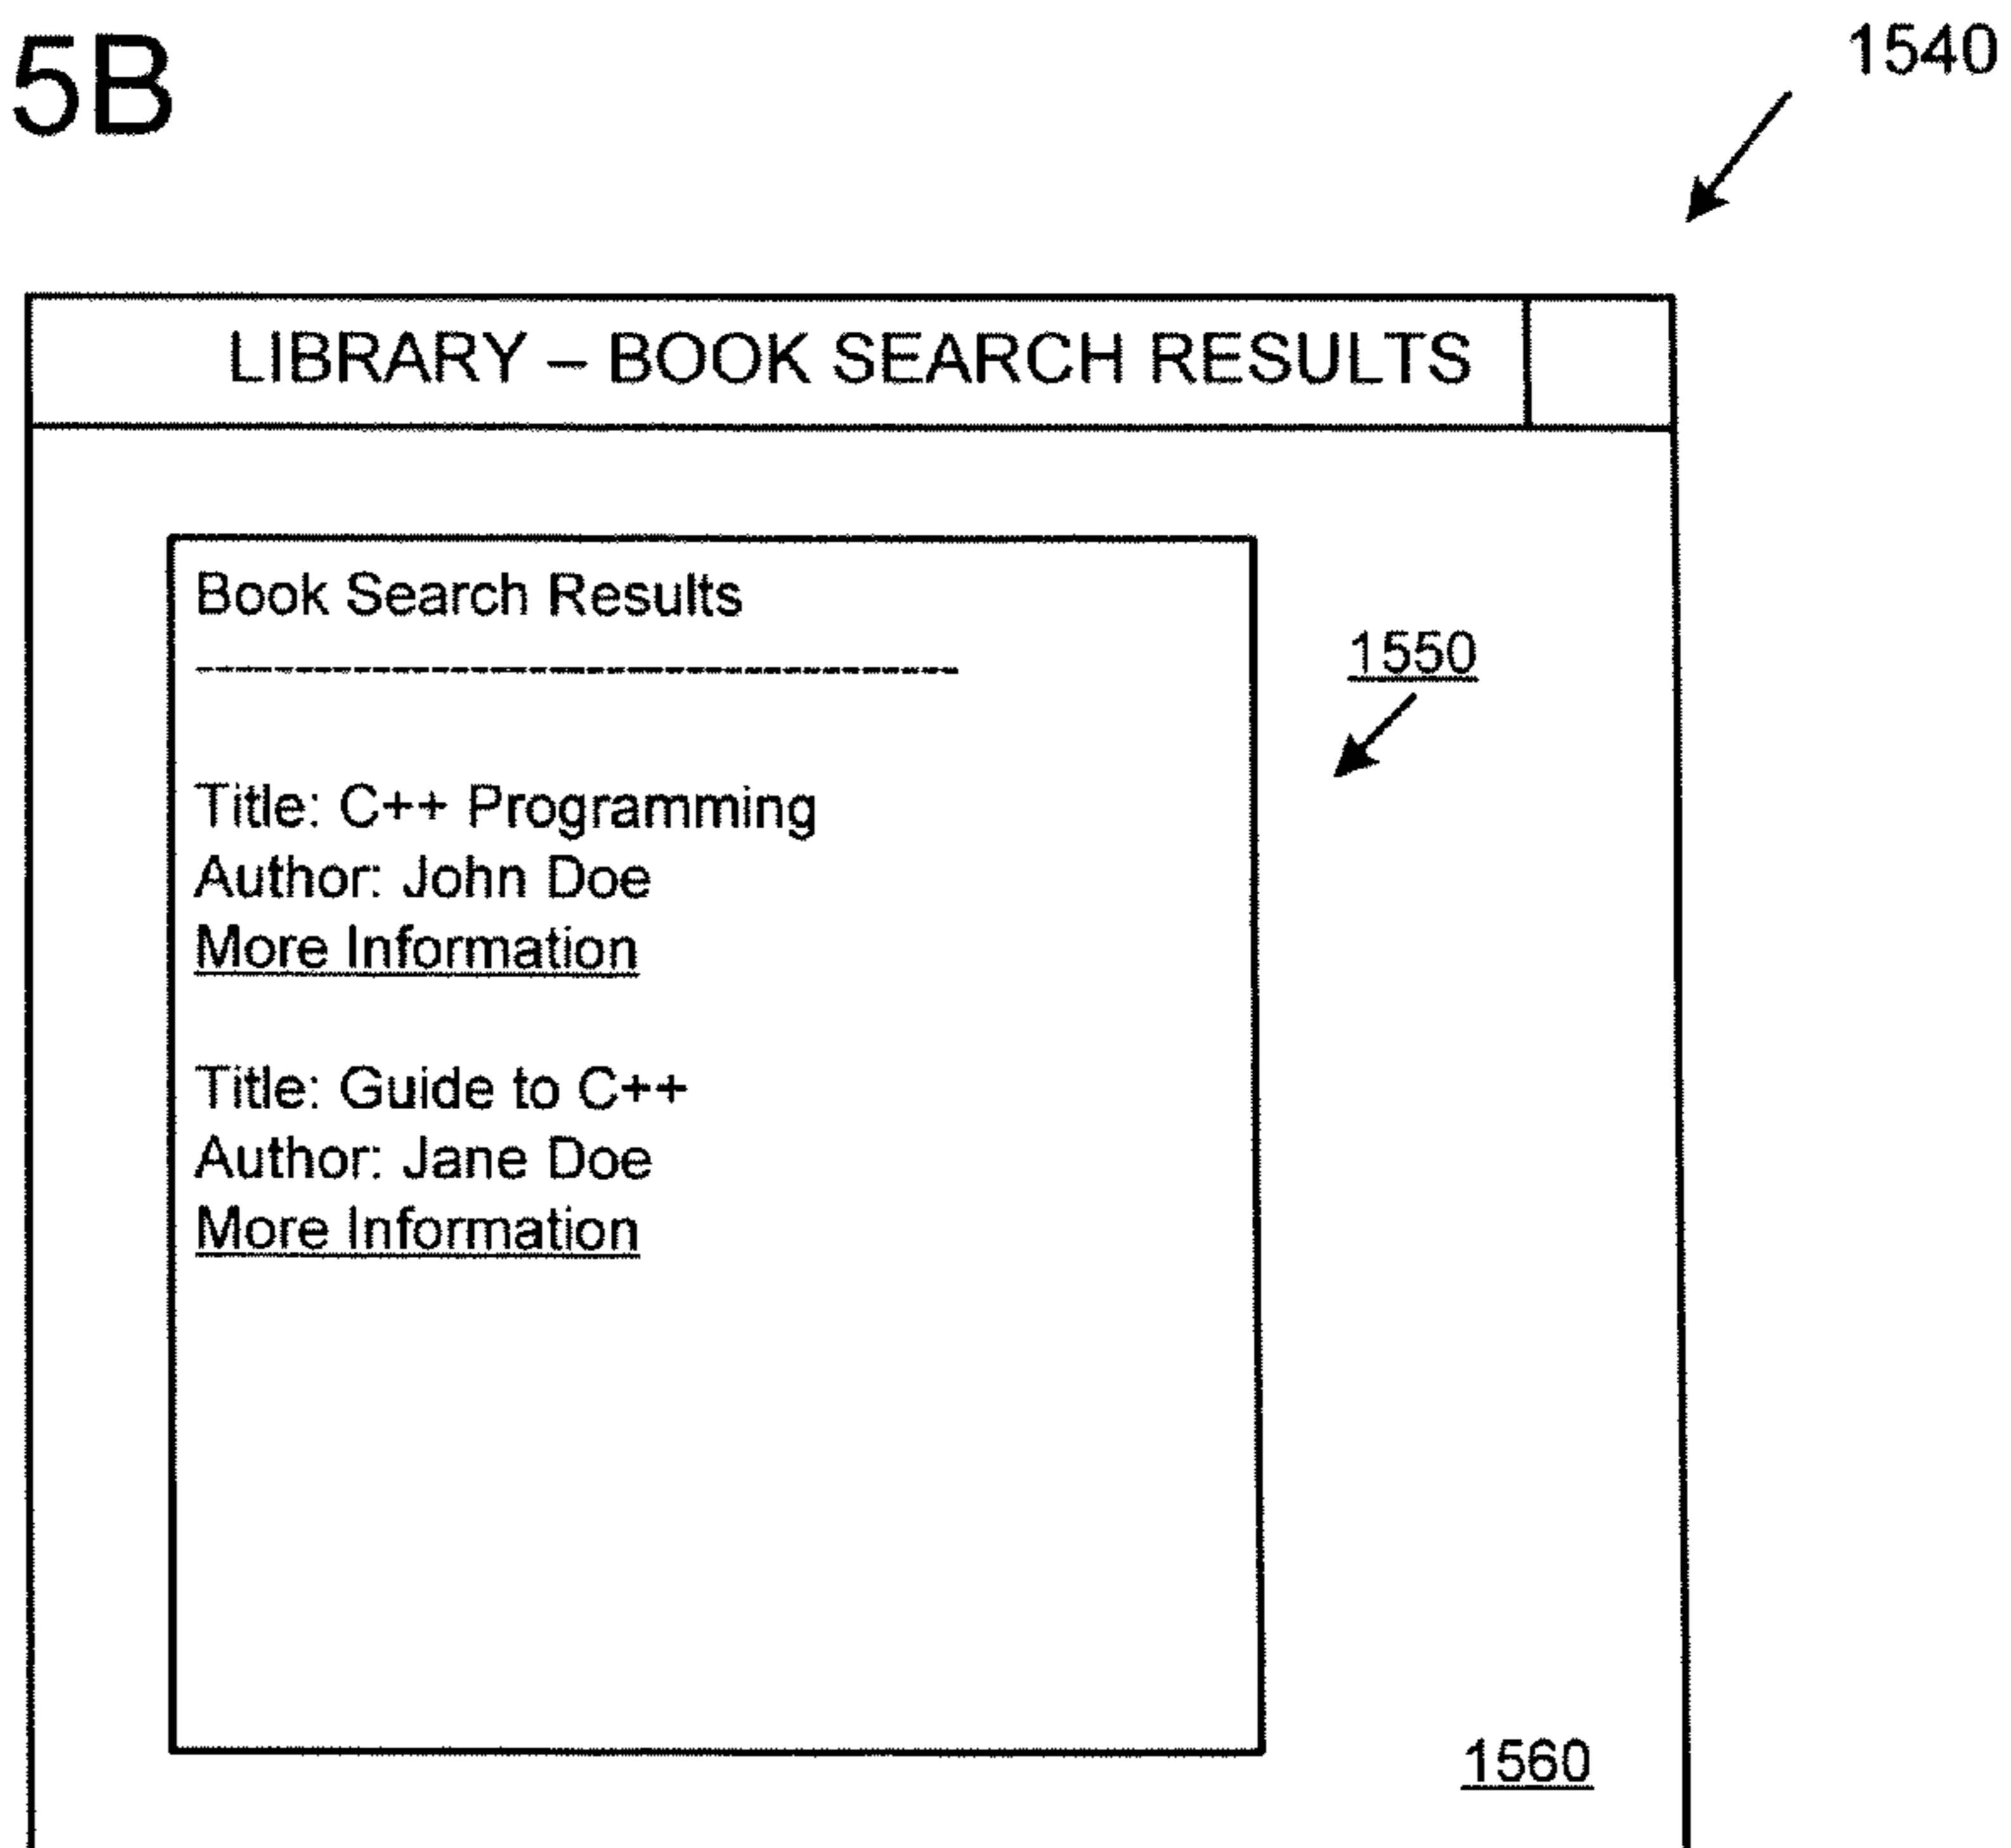 5B
1540
LIBRARY – BOOK SEARCH RESULTS
Book Search Results
---------------------------------------
1550
Title: C++ Programming
Author: John Doe
More Information
Title: Guide to C++
Author: Jane Doe
More Information
1560